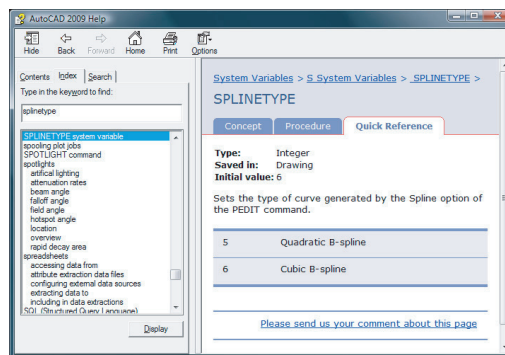 AutoCAD 2009 Help
Hide Back Forward Home Print Options
Contents Index Search
Type in the keyword to find:
splinetype
SPLINETYPE system variable
spooling plot jobs
SPOTLIGHT command
spotlights
artifical lighting
attenuation rates
beam angle
falloff angle
field angle
hotspot angle
location
overview
rapid decay area
spreadsheets
accessing data from
attribute extraction data files
configuring external data sources
extracting data to
including in data extractions
SQL (Structured Query Language)
Display
System Variables > S System Variables > SPLINETYPE >
SPLINETYPE
Concept Procedure Quick Reference
Type: Integer
Saved in: Drawing
Initial value: 6
Sets the type of curve generated by the Spline option of
the PEDIT command.
5 Quadratic B-spline
6 Cubic B-spline
Please send us your comment about this page